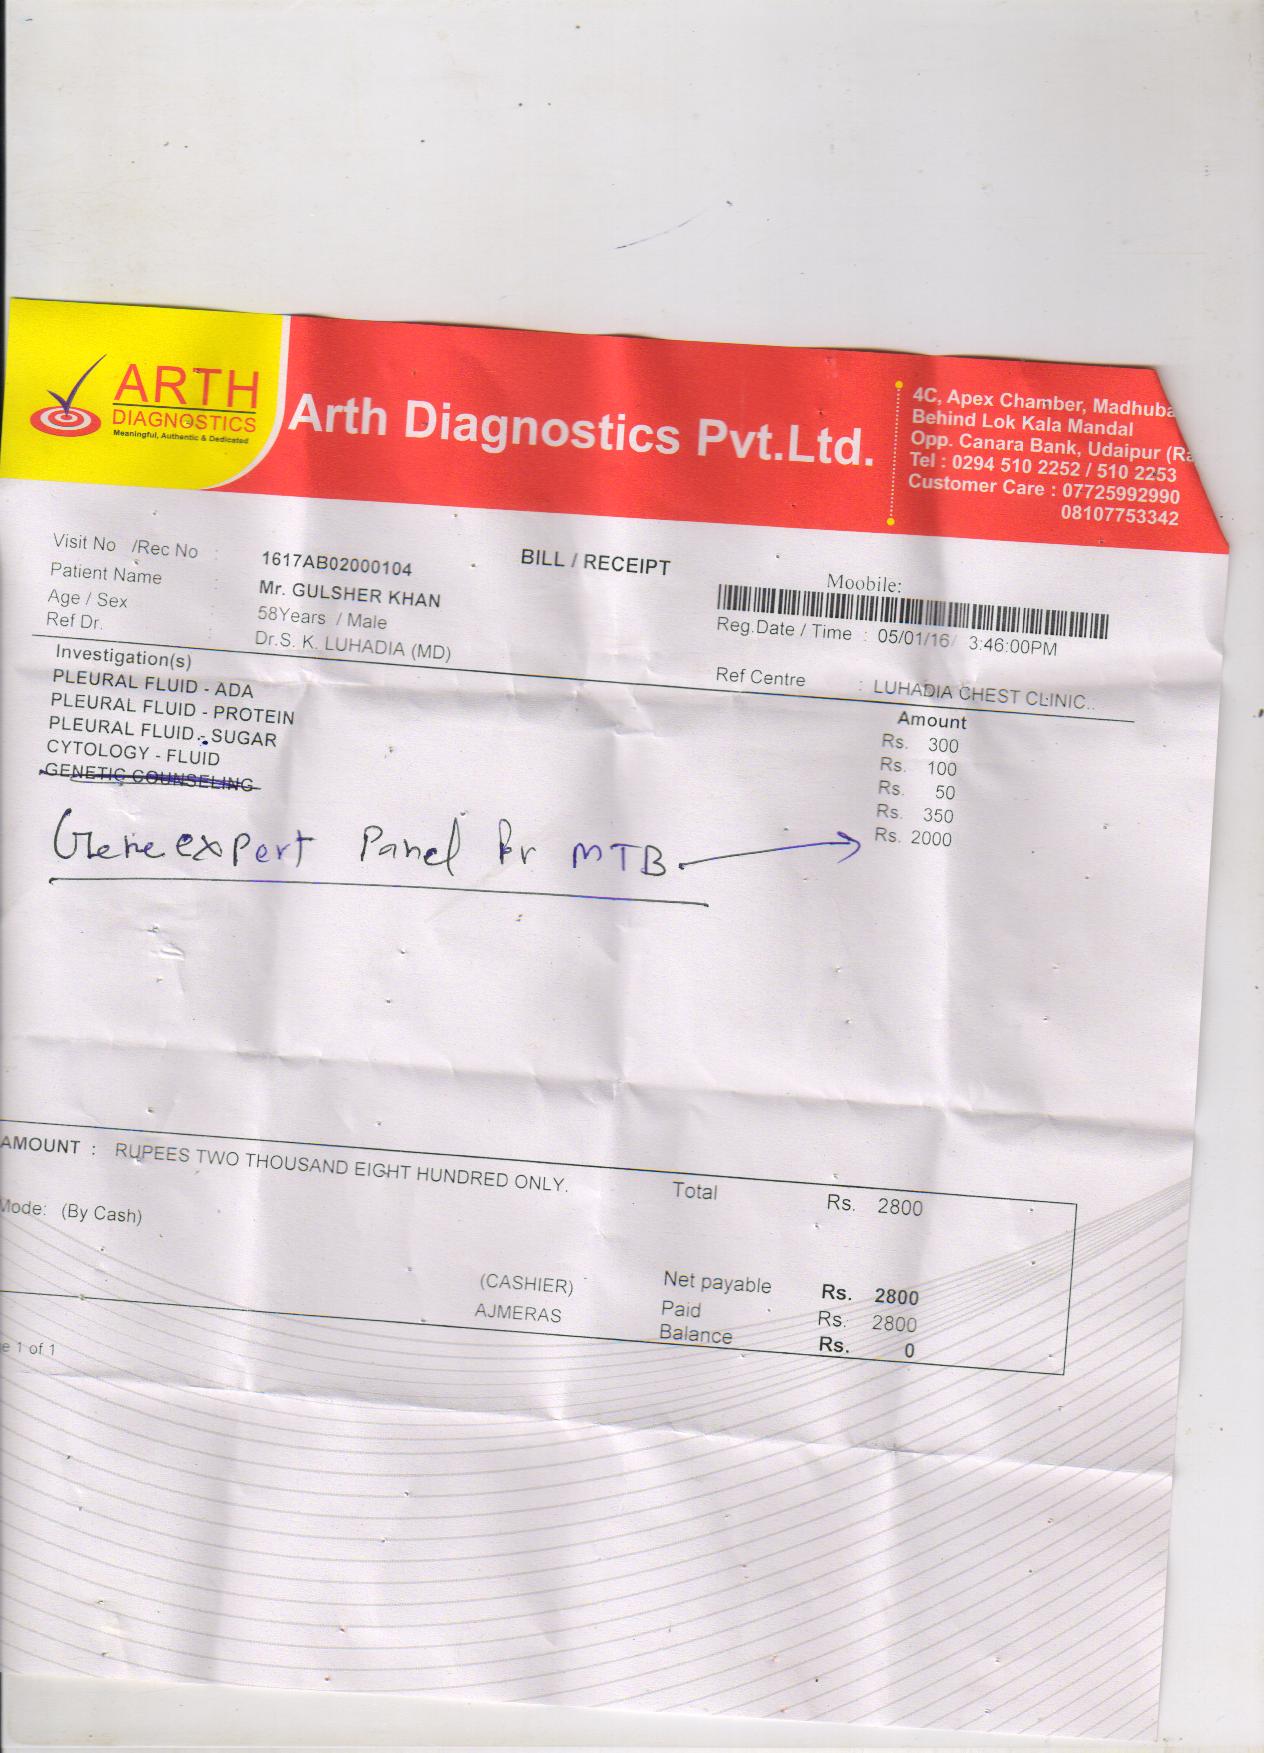 ARTH
DIAGNOSTICS
Meaningful, Authentic & Dedicated
Arth Diagnostics Pvt.Ltd.
4C, Apex Chamber, Madhuba
Behind Lok Kala Mandal
Opp. Canara Bank, Udaipur (Ra
Tel : 0294 510 2252 / 510 2253
Customer Care : 07725992990
08107753342
BILL / RECEIPT
Visit No /Rec No : 1617AB02000104
Moobile:
Patient Name : Mr. GULSHER KHAN
Age / Sex : 58Years / Male
Reg.Date / Time : 05/01/16 3:46:00PM
Ref Dr. : Dr.S. K. LUHADIA (MD)
Ref Centre : LUHADIA CHEST CLINIC..
Investigation(s) Amount
PLEURAL FLUID - ADA Rs. 300
PLEURAL FLUID - PROTEIN Rs. 100
PLEURAL FLUID - SUGAR Rs. 50
CYTOLOGY - FLUID Rs. 350
GENETIC COUNSELING Rs. 2000
Gene expert Panel for MTB
AMOUNT : RUPEES TWO THOUSAND EIGHT HUNDRED ONLY.
Total Rs. 2800
Mode: (By Cash)
(CASHIER)
Net payable Rs. 2800
AJMERAS
Paid Rs. 2800
Balance Rs. 0
e 1 of 1